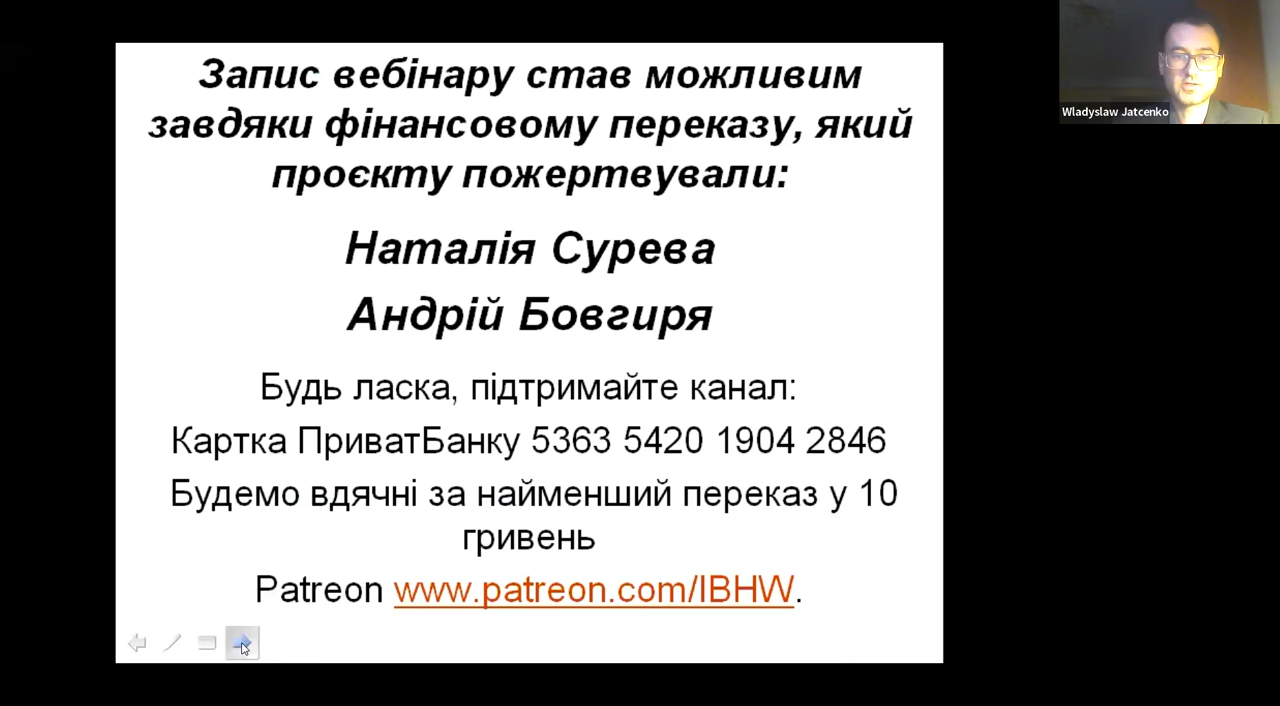 Запис вебінару став можливим
завдяки фінансовому переказу, який
проєкту пожертвували:
Наталія Сурева
Андрій Бовгиря
Будь ласка, підтримайте канал:
Картка ПриватБанку 5363 5420 1904 2846
Будемо вдячні за найменший переказ у 10
гривень
Patreon www.patreon.com/IBHW.
Wladyslaw Jatcenko